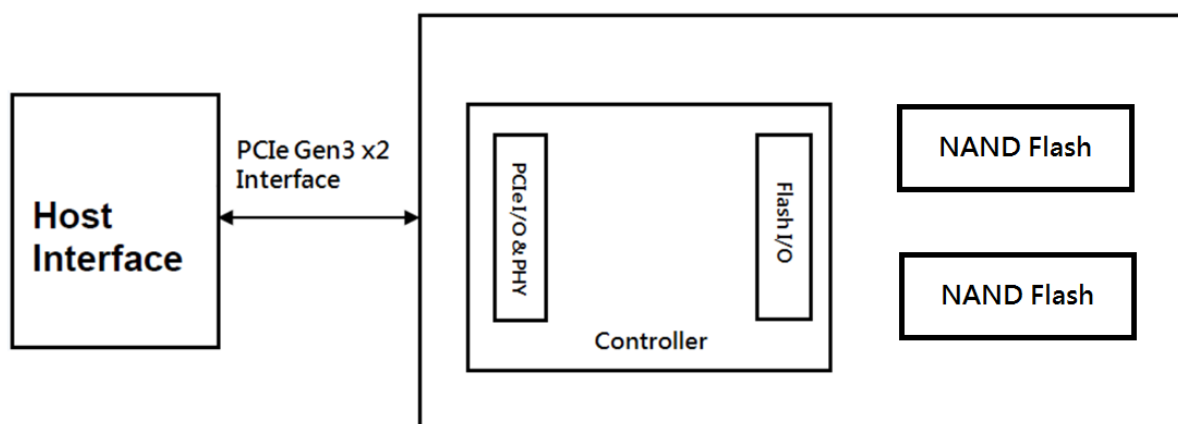 Host
Interface
PCIe Gen3 x2
Interface
PCIe I/O & PHY
Flash I/O
Controller
NAND Flash
NAND Flash